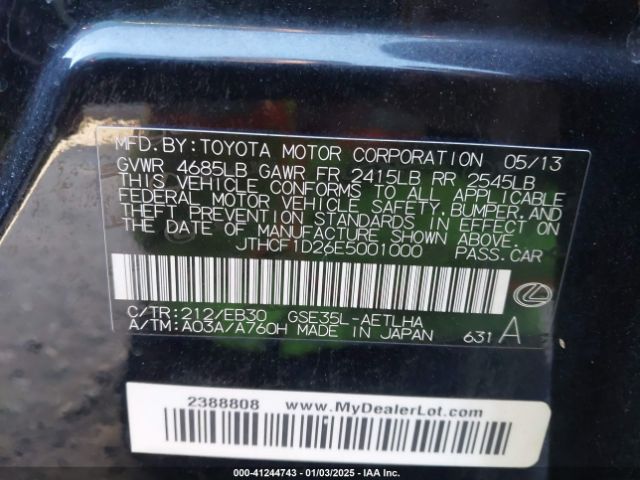 MFD. BY: TOYOTA MOTOR CORPORATION 05/13
GVWR 4685LB GAWR FR 2415LB RR 2545LB
THIS VEHICLE CONFORMS TO ALL APPLICABLE
FEDERAL MOTOR VEHICLE SAFETY, BUMPER, AND
THEFT PREVENTION STANDARDS IN EFFECT ON
THE DATE OF MANUFACTURE SHOWN ABOVE.
JTHCF1D26E5001000 PASS. CAR
C/TR: 212/EB30 GSE35L-AETLHA
A/TM: A03A/A760H MADE IN JAPAN 631 A
2388808 www.MyDealerLot.com
000-41244743 - 01/03/2025 - IAA Inc.